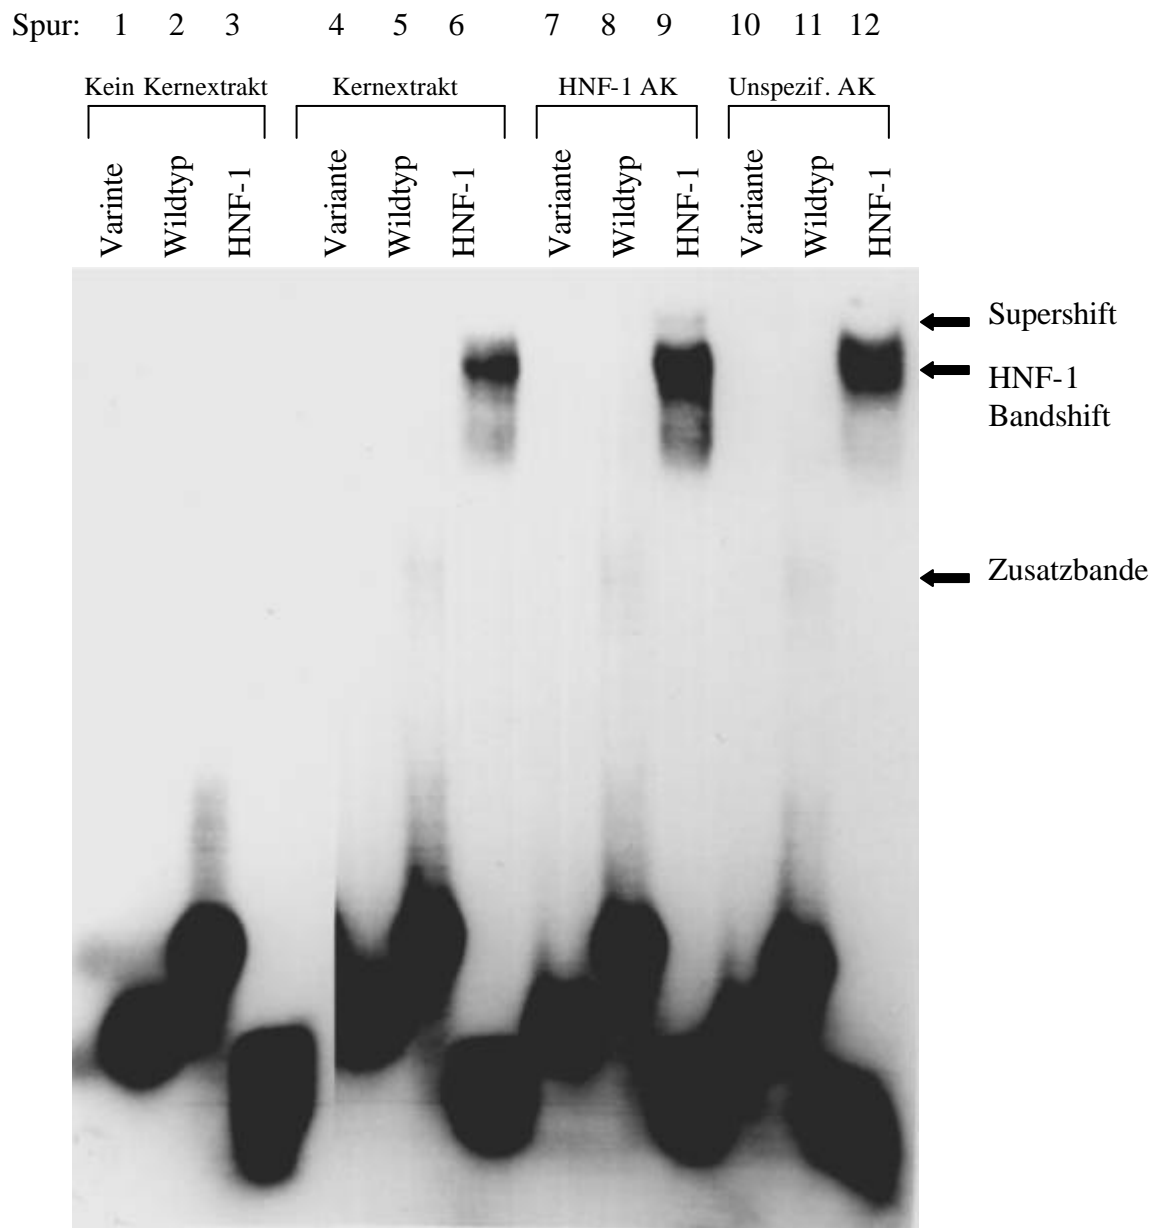 Spur: 1 2 3 4 5 6 7 8 9 10 11 12
Kein Kernextrakt Kernextrakt HNF-1 AK Unspezif. AK
Varinte Wildtyp HNF-1 Variante Wildtyp HNF-1 Variante Wildtyp HNF-1 Variante Wildtyp HNF-1
Supershift
HNF-1
Bandshift
Zusatzbande